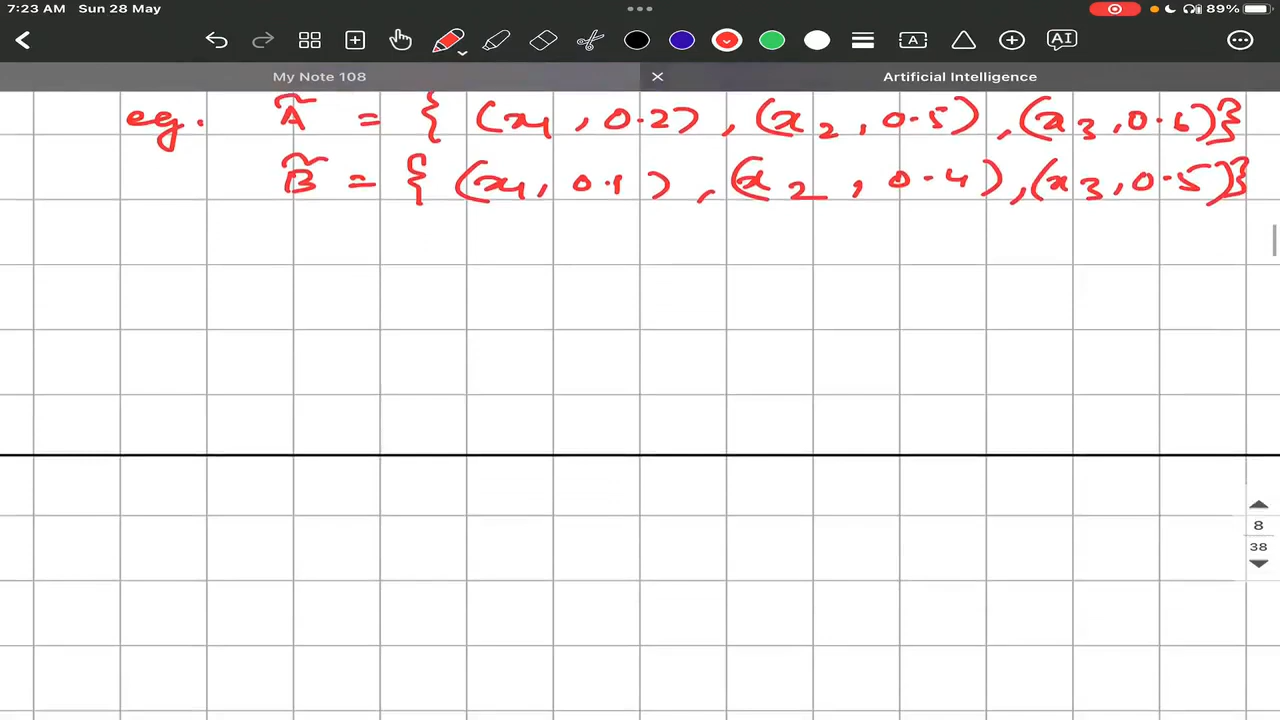 7:23 AM Sun 28 May 89%
A AI
My Note 108 Artificial Intelligence
eg. Ã = { (x1, 0.2), (x2, 0.5), (x3, 0.6)}
B̃ = { (x1, 0.1), (x2, 0.4), (x3, 0.5)}
8
38